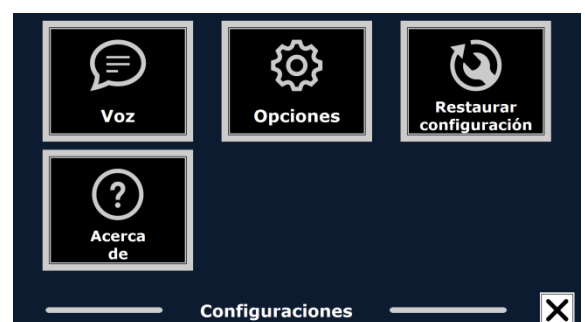 Voz
Opciones
Restaurar
configuración
Acerca
de
Configuraciones